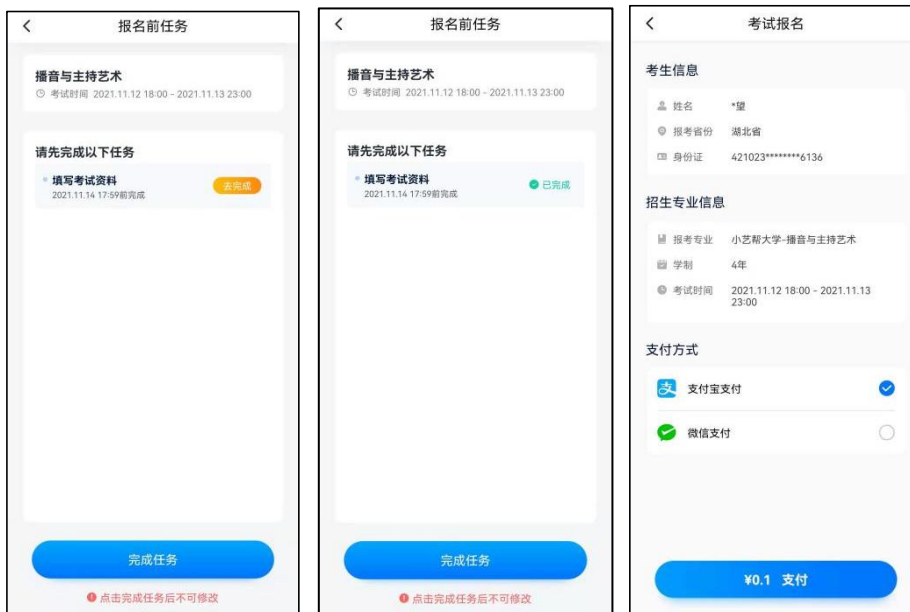 报名前任务
播音与主持艺术
考试时间 2021.11.12 18:00 - 2021.11.13 23:00
请先完成以下任务
填写考试资料
去完成
2021.11.14 17:59前完成
完成任务
点击完成任务后不可修改
报名前任务
播音与主持艺术
考试时间 2021.11.12 18:00 - 2021.11.13 23:00
请先完成以下任务
填写考试资料
已完成
2021.11.14 17:59前完成
完成任务
点击完成任务后不可修改
考试报名
考生信息
姓名 *望
报考省份 湖北省
身份证 421023********6136
招生专业信息
报考专业 小艺帮大学-播音与主持艺术
学制 4年
考试时间 2021.11.12 18:00 - 2021.11.13
23:00
支付方式
支 支付宝支付
微信支付
¥0.1 支付